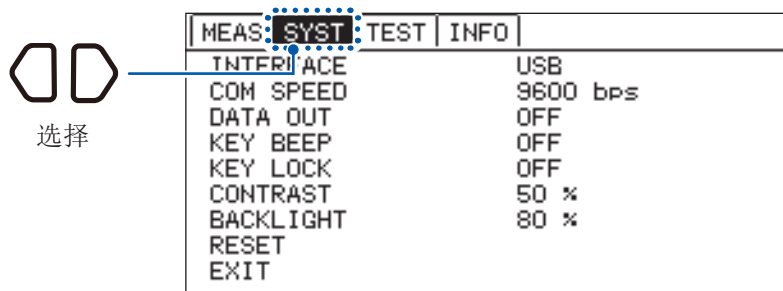 MEAS SYST TEST INFO
INTERFACE USB
COM SPEED 9600 bps
DATA OUT OFF
KEY BEEP OFF
KEY LOCK OFF
CONTRAST 50 %
BACKLIGHT 80 %
RESET
EXIT
选择